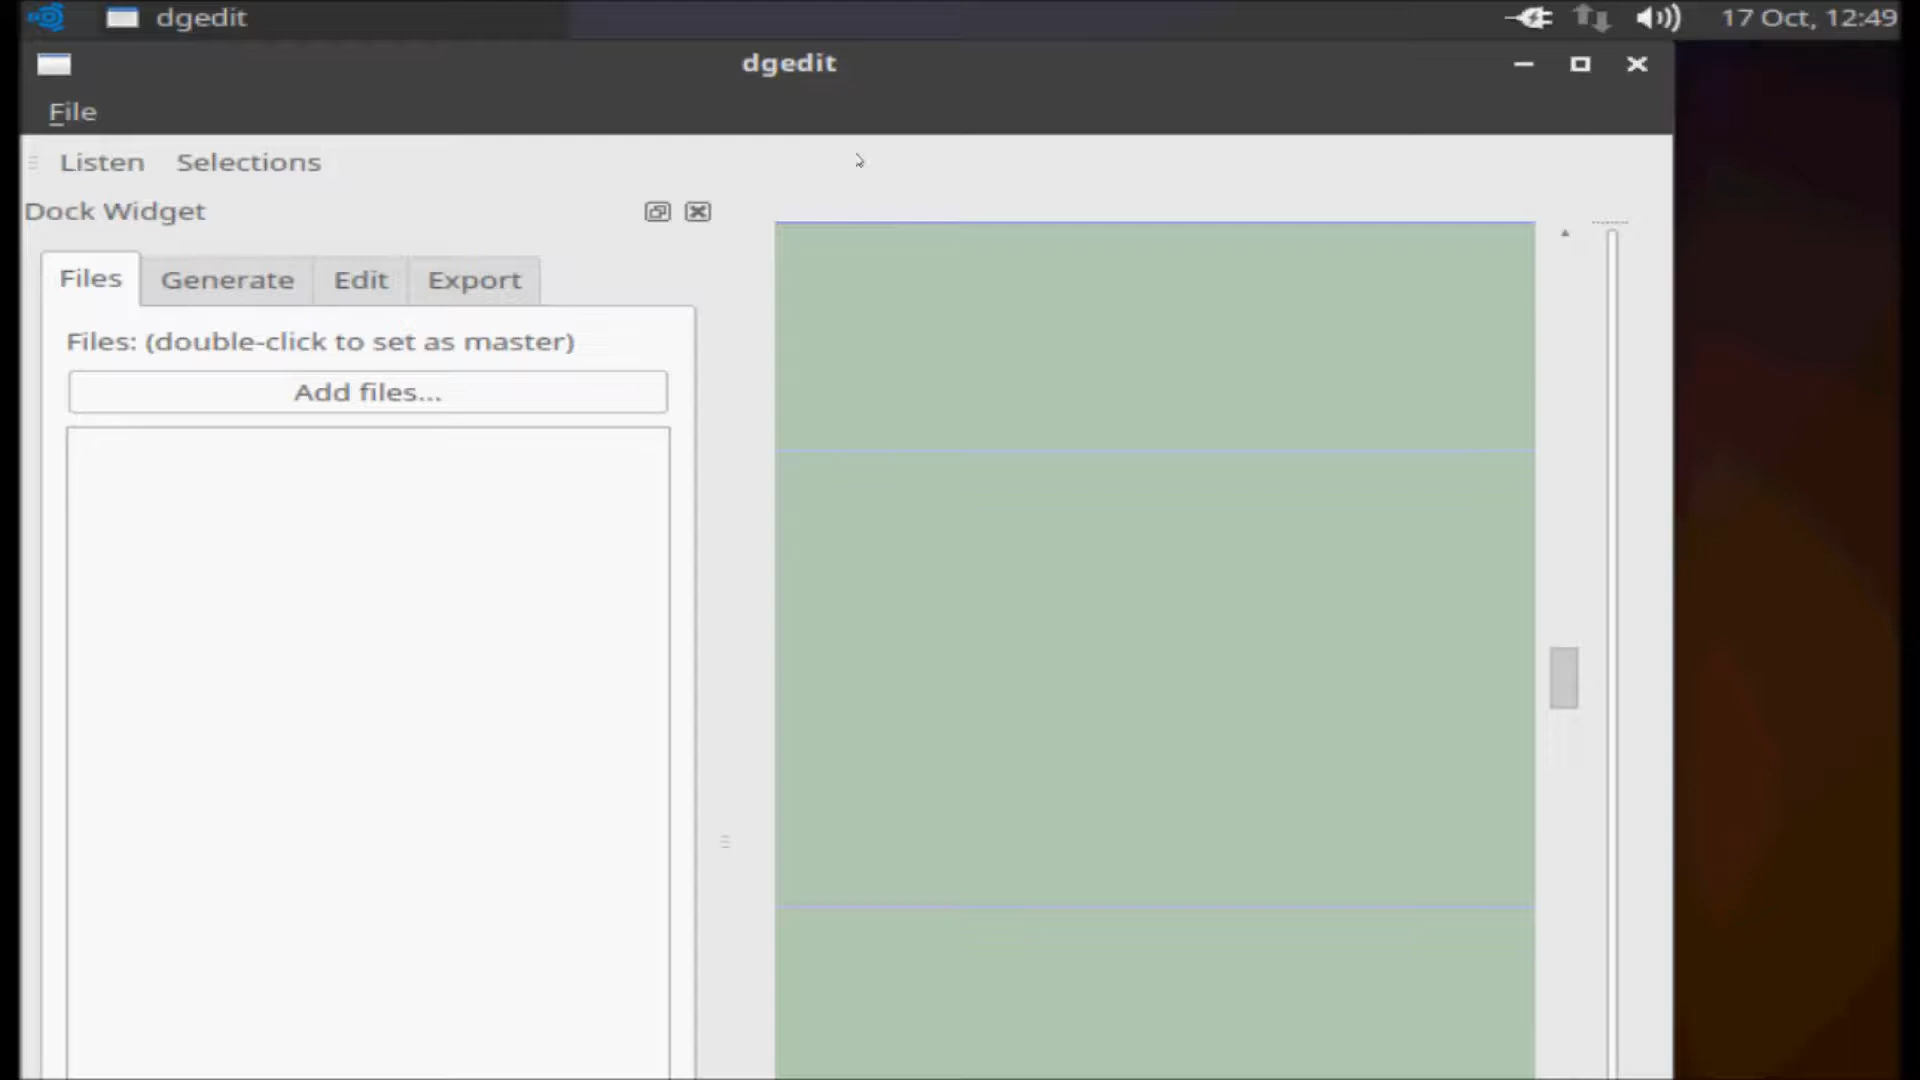 dgedit
17 Oct, 12:49
dgedit
File
Listen Selections
Dock Widget
Files Generate Edit Export
Files: (double-click to set as master)
Add files...